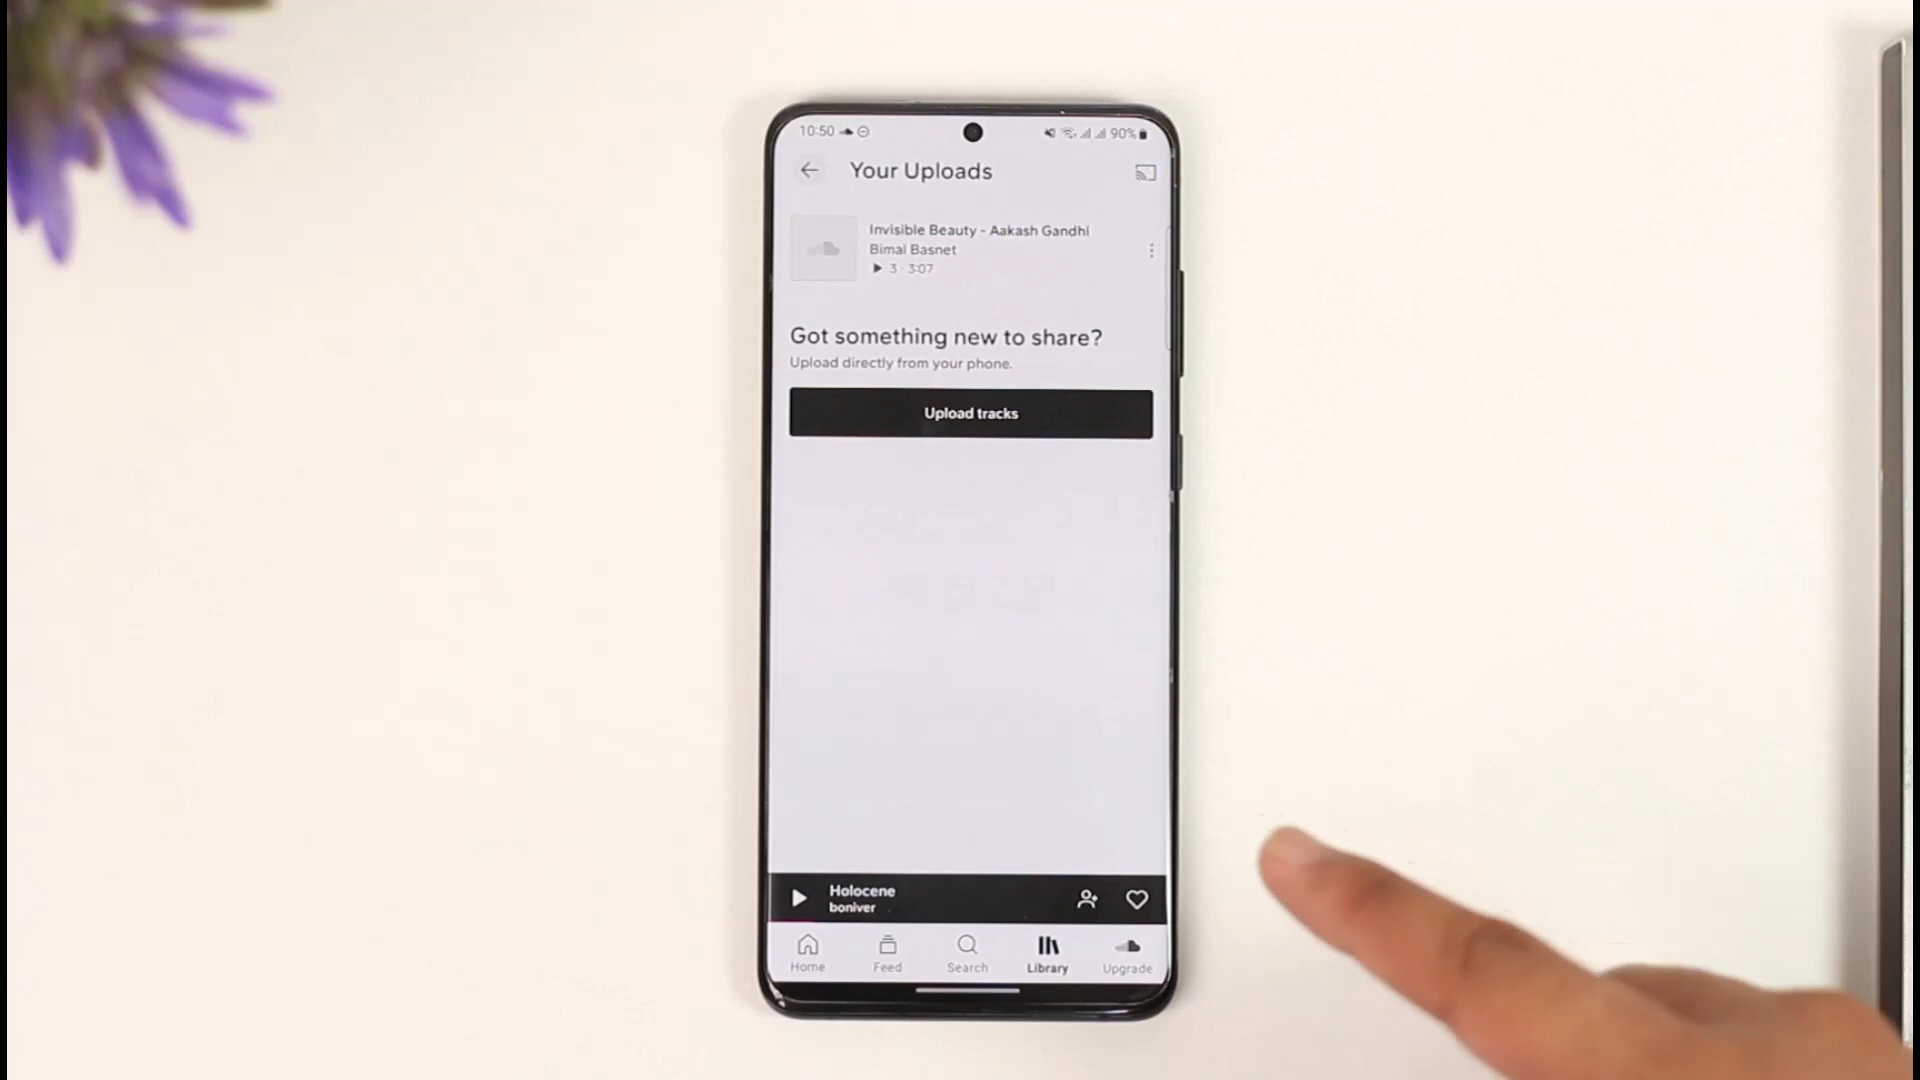 10:50
90%
Your Uploads
Invisible Beauty - Aakash Gandhi
Bimal Basnet
3 · 3:07
Got something new to share?
Upload directly from your phone.
Upload tracks
Holocene
boniver
Home
Feed
Search
Library
Upgrade